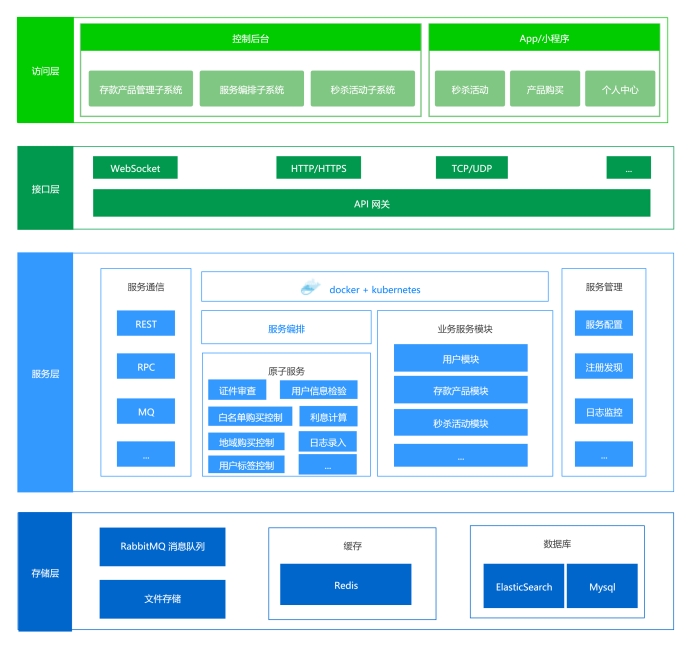 访问层
控制后台
存款产品管理子系统
服务编排子系统
秒杀活动子系统
App/小程序
秒杀活动
产品购买
个人中心
接口层
WebSocket
HTTP/HTTPS
TCP/UDP
...
API 网关
服务层
服务通信
REST
RPC
MQ
...
docker + kubernetes
服务编排
原子服务
证件审查
用户信息检验
白名单购买控制
利息计算
地域购买控制
日志录入
用户标签控制
...
业务服务模块
用户模块
存款产品模块
秒杀活动模块
...
服务管理
服务配置
注册发现
日志监控
...
存储层
RabbitMQ 消息队列
文件存储
缓存
Redis
数据库
ElasticSearch
Mysql